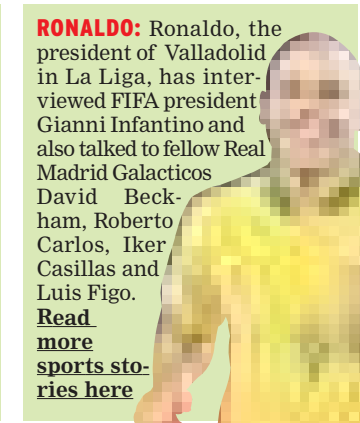 RONALDO: Ronaldo, the
president of Valladolid
in La Liga, has inter-
viewed FIFA president
Gianni Infantino and
also talked to fellow Real
Madrid Galacticos
David Beck-
ham, Roberto
Carlos, Iker
Casillas and
Luis Figo.
Read
more
sports sto-
ries here